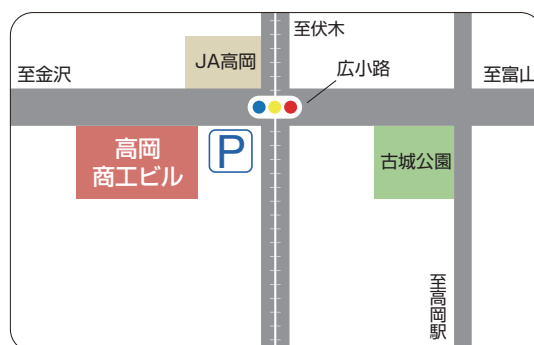 至伏木
JA高岡
至金沢
広小路
至富山
高岡
商工ビル
P
古城公園
至高岡駅